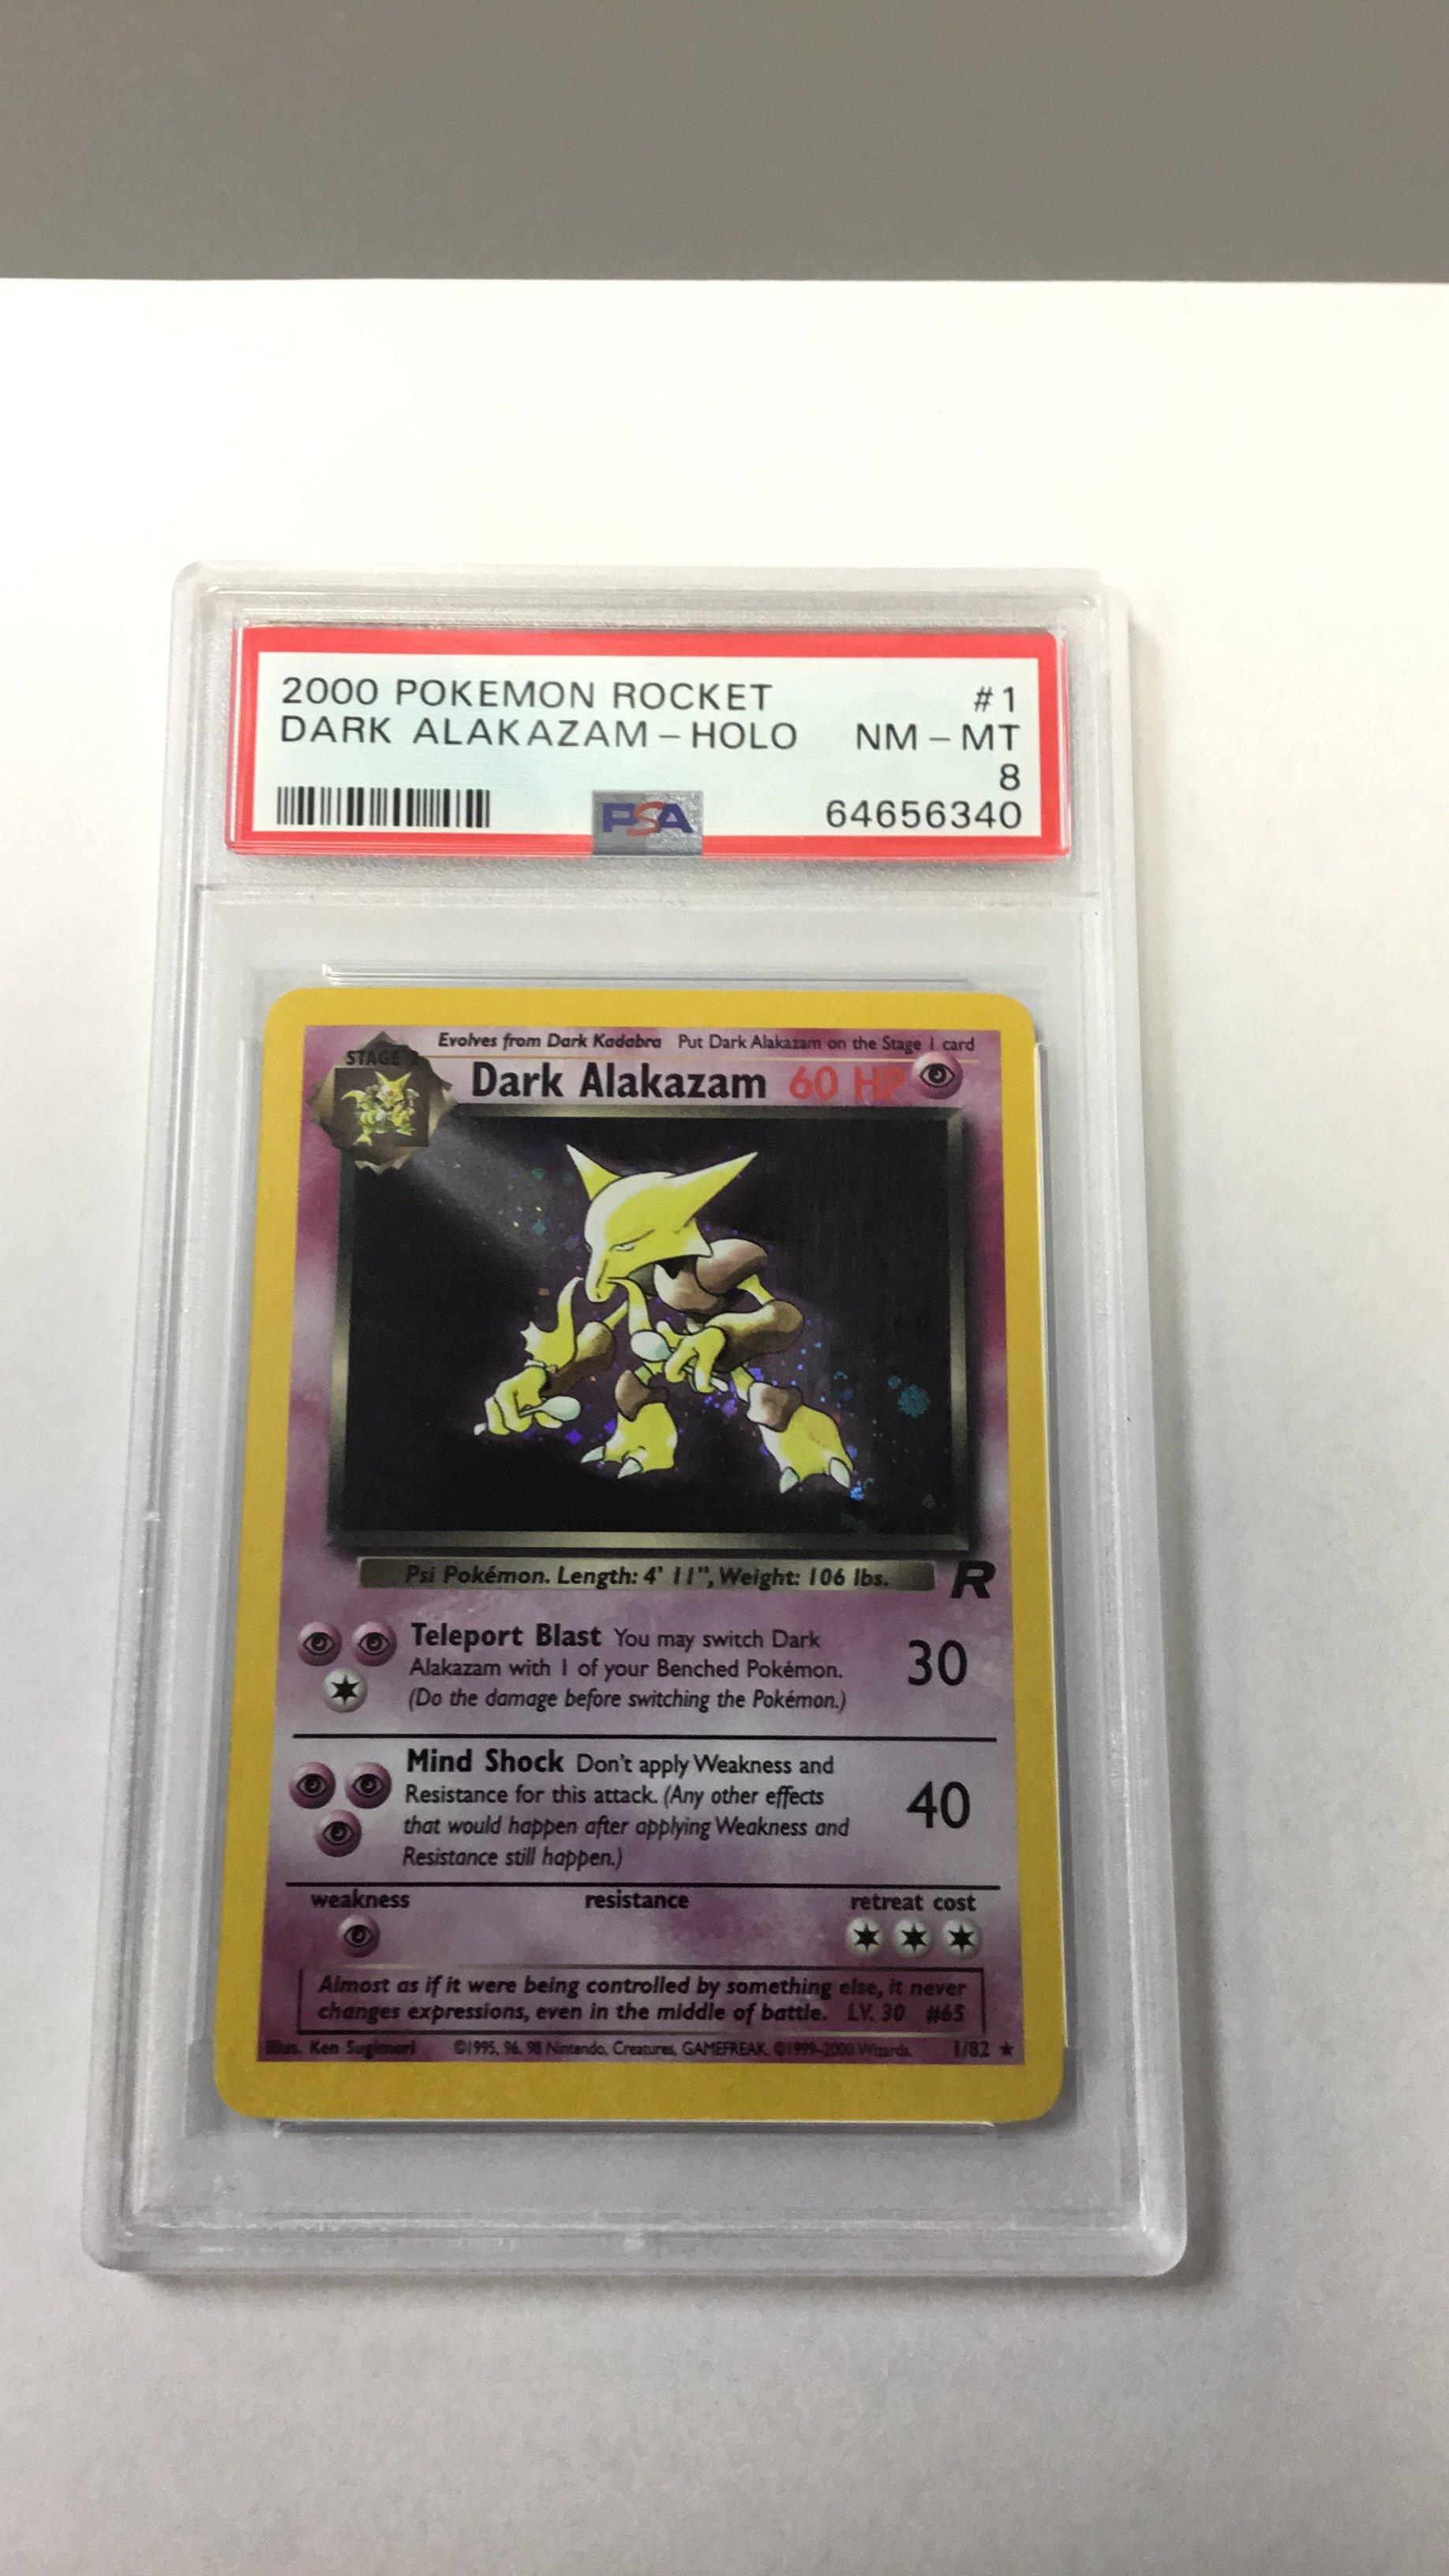 2000 POKEMON ROCKET #1
DARK ALAKAZAM-HOLO NM-MT
8
PSA 64656340
Evolves from Dark Kadabra Put Dark Alakazam on the Stage 1 card
STAGE
Dark Alakazam 60 HP
Psi Pokémon. Length: 4' 11", Weight: 106 lbs.
R
Teleport Blast You may switch Dark
Alakazam with 1 of your Benched Pokémon.
(Do the damage before switching the Pokémon.)
30
Mind Shock Don't apply Weakness and
Resistance for this attack. (Any other effects
that would happen after applying Weakness and
Resistance still happen.)
40
weakness resistance retreat cost
Almost as if it were being controlled by something else, it never
changes expressions, even in the middle of battle. LV. 30 #65
Illus. Ken Sugimori ©1995, 96, 98 Nintendo, Creatures, GAMEFREAK. ©1999-2000 Wizards. 1/82 ★